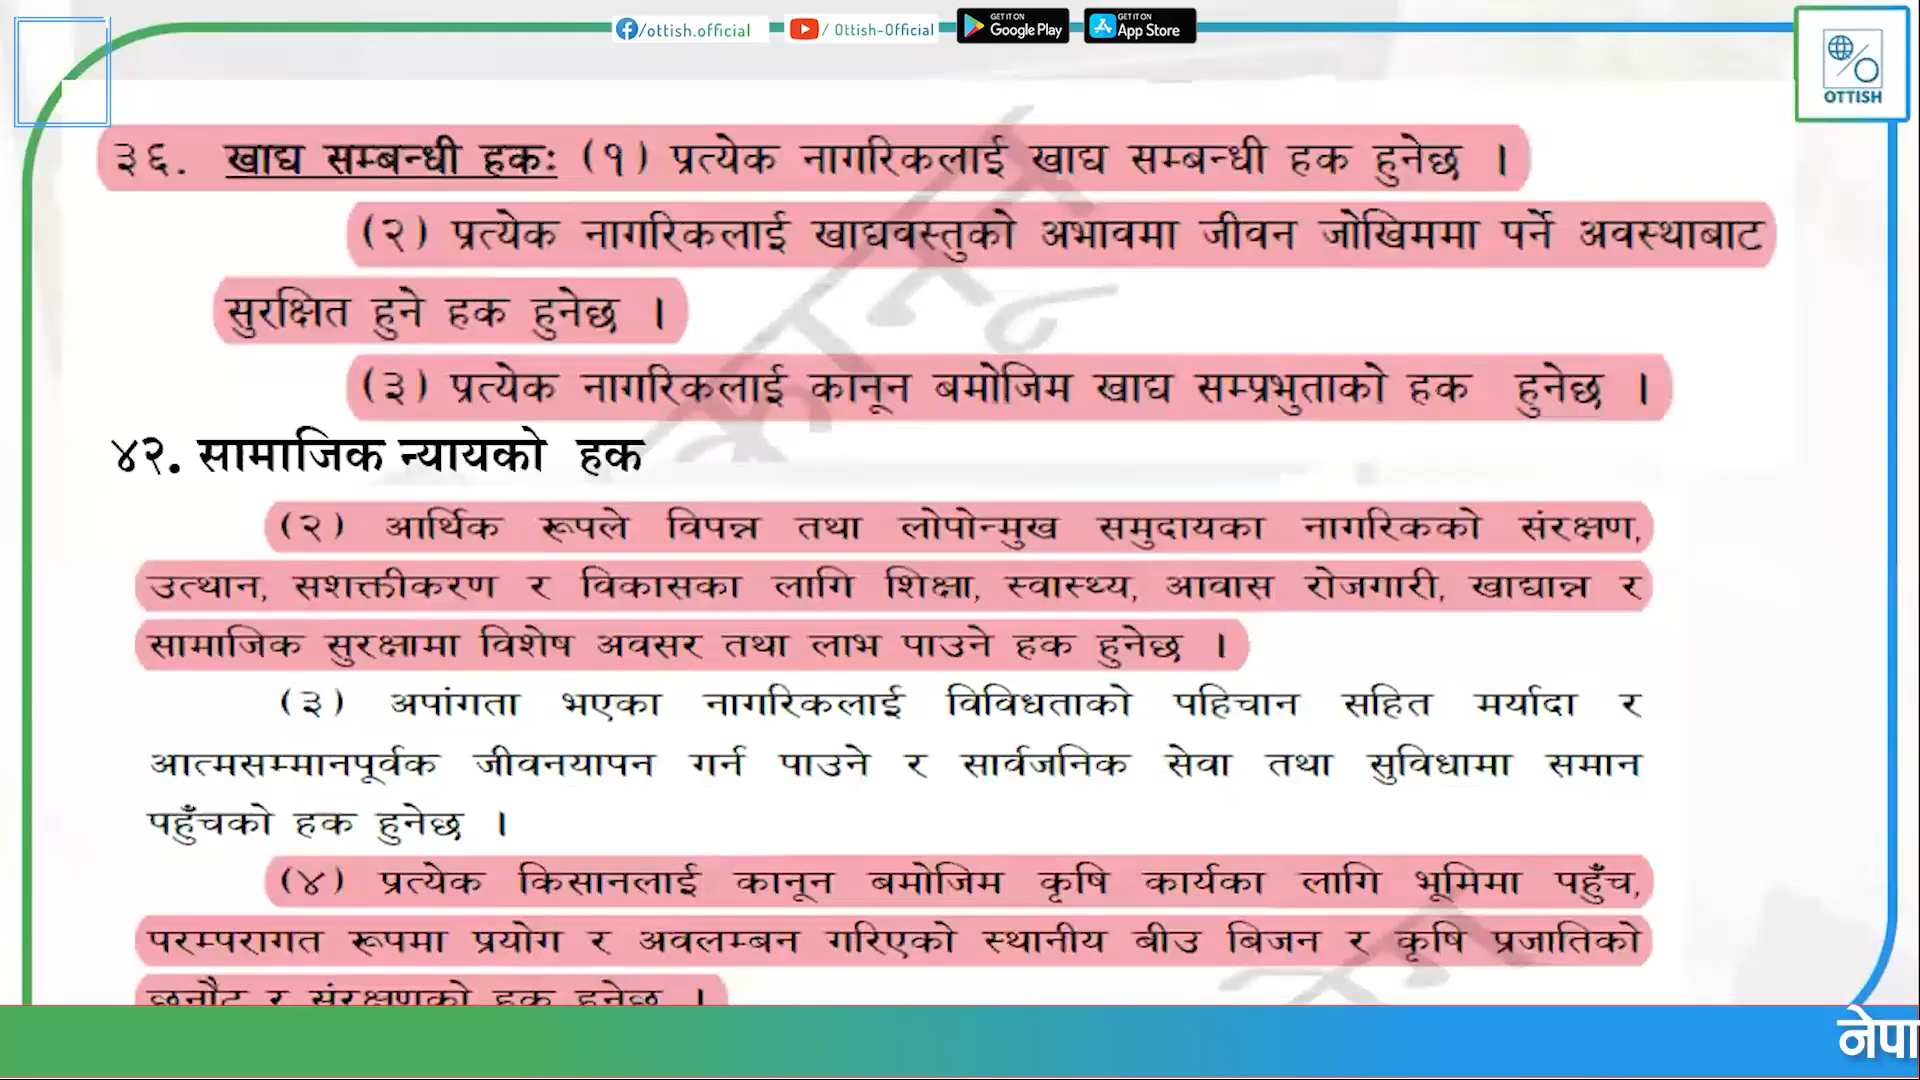 /ottish.official / Ottish-Official GET IT ON Google Play GET IT ON App Store
OTTISH
३६. खाद्य सम्बन्धी हकः (१) प्रत्येक नागरिकलाई खाद्य सम्बन्धी हक हुनेछ ।
(२) प्रत्येक नागरिकलाई खाद्यवस्तुको अभावमा जीवन जोखिममा पर्ने अवस्थाबाट
सुरक्षित हुने हक हुनेछ ।
(३) प्रत्येक नागरिकलाई कानून बमोजिम खाद्य सम्प्रभुताको हक हुनेछ ।
४२. सामाजिक न्यायको हक
(२) आर्थिक रूपले विपन्न तथा लोपोन्मुख समुदायका नागरिकको संरक्षण,
उत्थान, सशक्तीकरण र विकासका लागि शिक्षा, स्वास्थ्य, आवास रोजगारी, खाद्यान्न र
सामाजिक सुरक्षामा विशेष अवसर तथा लाभ पाउने हक हुनेछ ।
(३) अपांगता भएका नागरिकलाई विविधताको पहिचान सहित मर्यादा र
आत्मसम्मानपूर्वक जीवनयापन गर्न पाउने र सार्वजनिक सेवा तथा सुविधामा समान
पहुँचको हक हुनेछ ।
(४) प्रत्येक किसानलाई कानून बमोजिम कृषि कार्यका लागि भूमिमा पहुँच,
परम्परागत रूपमा प्रयोग र अवलम्बन गरिएको स्थानीय बीउ बिजन र कृषि प्रजातिको
छनौट र संरक्षणको हक हुनेछ ।
नेपा